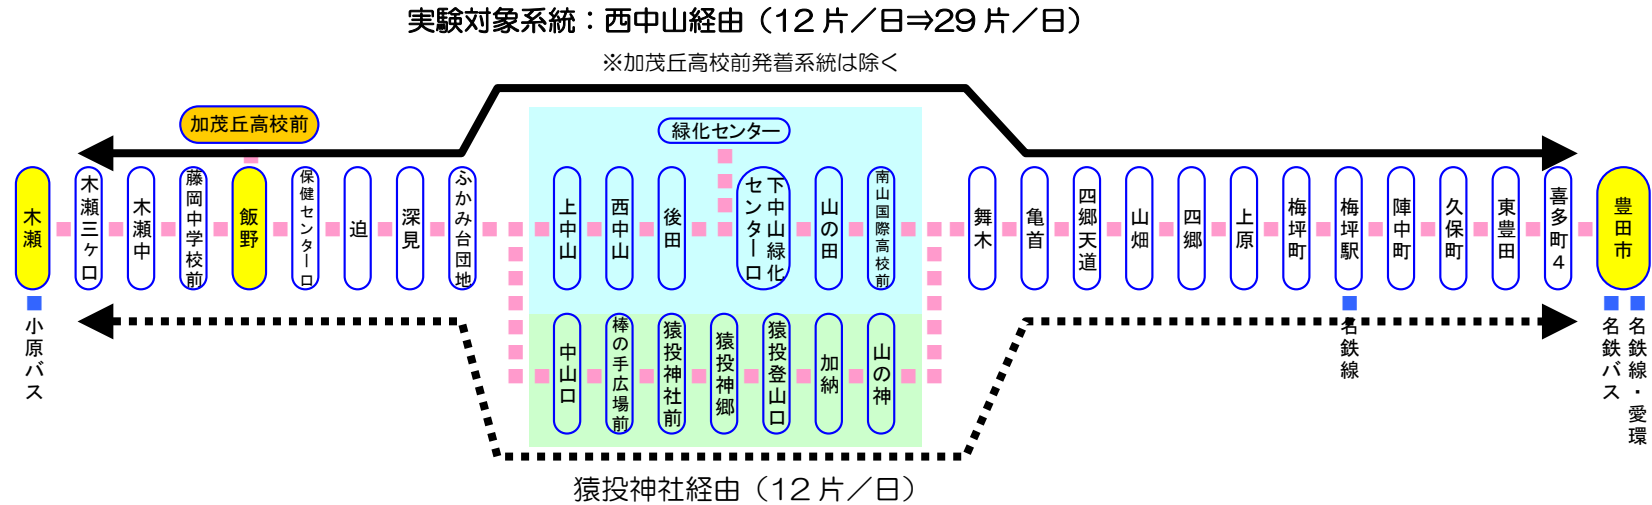 実験対象系統：西中山経由（12片／日⇒29片／日）
※加茂丘高校前発着系統は除く
加茂丘高校前
緑化センター
木瀬
木瀬三ヶ口
木瀬中
藤岡中学校前
飯野
保健センター口
迫
深見
ふかみ台団地
上中山
西中山
後田
下中山緑化
センター口
山の田
南山国際高校前
舞木
亀首
四郷天道
山畑
四郷
上原
梅坪町
梅坪駅
陣中町
久保町
東豊田
喜多町4
豊田市
中山口
棒の手広場前
猿投神社前
猿投神郷
猿投登山口
加納
山の神
小原バス
名鉄線
名鉄バス
名鉄線・愛環
猿投神社経由（12片／日）